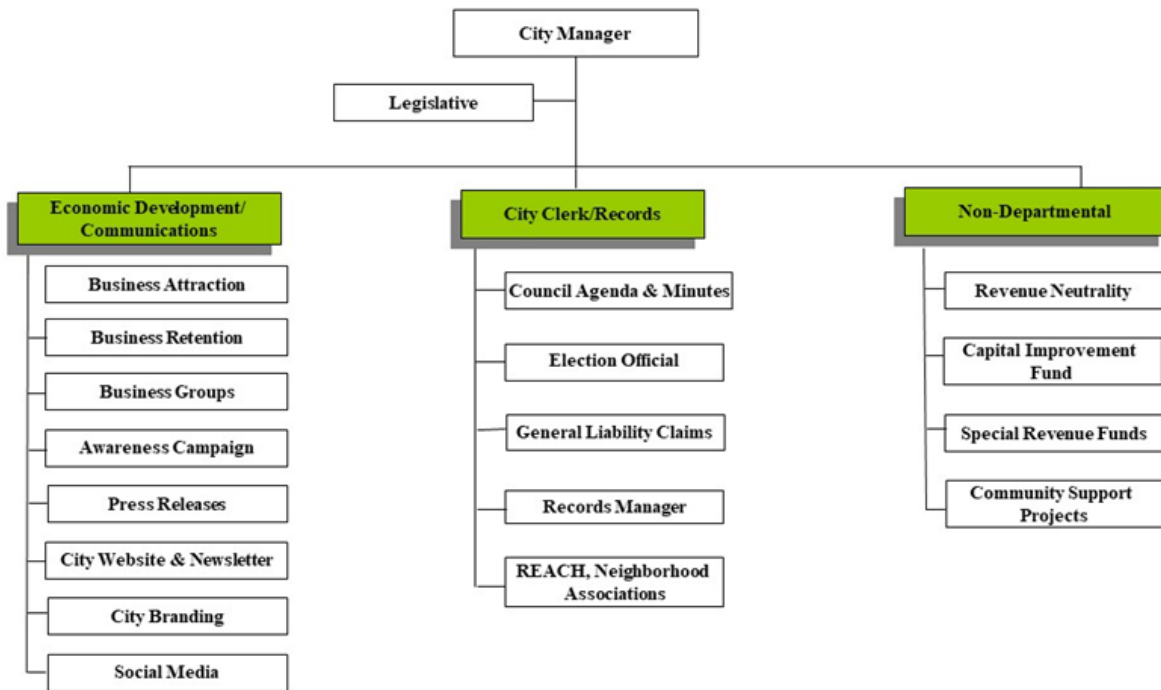 City Manager
Legislative
Economic Development/
Communications
Business Attraction
Business Retention
Business Groups
Awareness Campaign
Press Releases
City Website & Newsletter
City Branding
Social Media
City Clerk/Records
Council Agenda & Minutes
Election Official
General Liability Claims
Records Manager
REACH, Neighborhood
Associations
Non-Departmental
Revenue Neutrality
Capital Improvement
Fund
Special Revenue Funds
Community Support
Projects